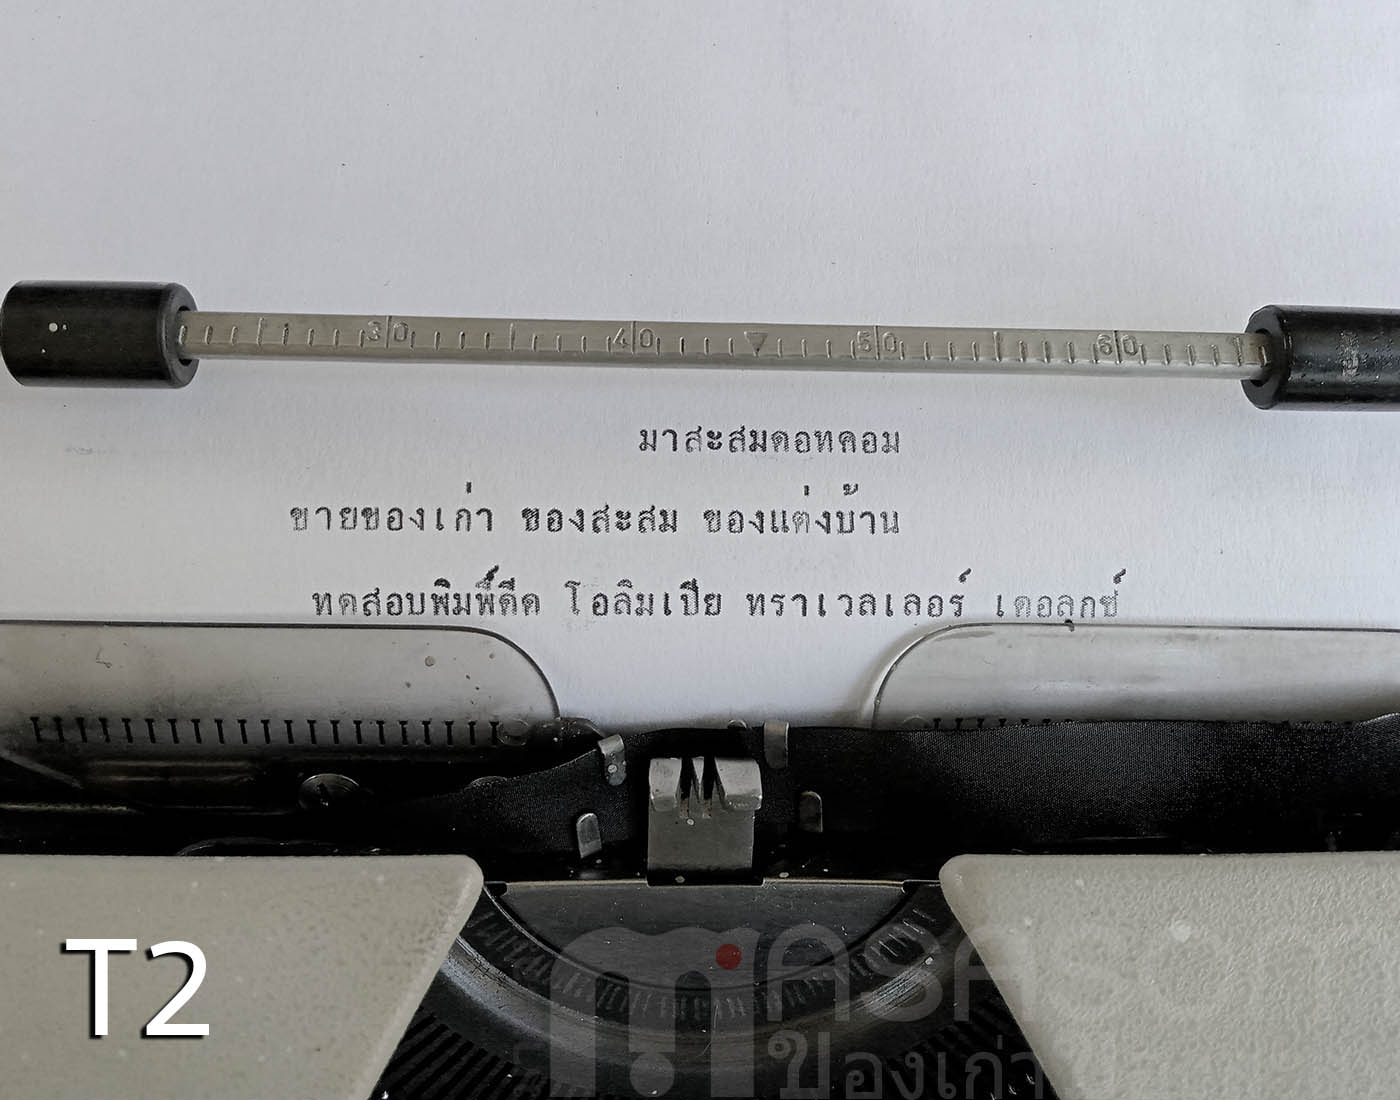 30 40 50 60
มาสะสมดอทคอม
ขายของเก่า ของสะสม ของแต่งบ้าน
ทดสอบพิมพ์ดีด โอลิมเปีย ทราเวลเลอร์ เดอลุกซ์
T2
ของเก่า